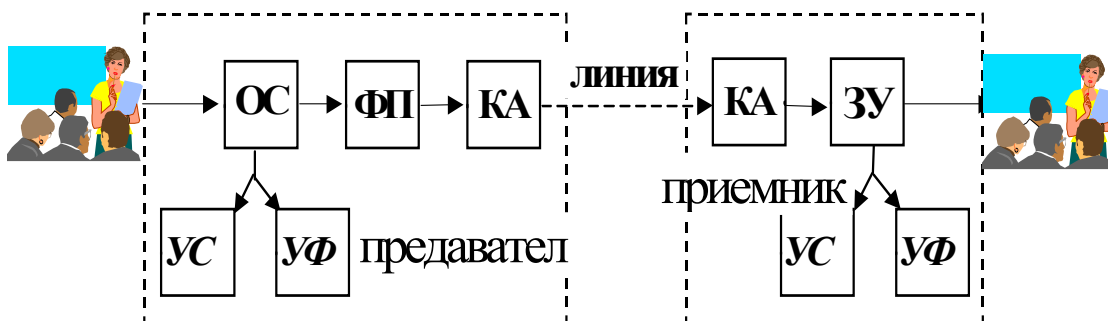 ОС
ФП
КА
линия
КА
ЗУ
приемник
УС
УФ
предавател
УС
УФ